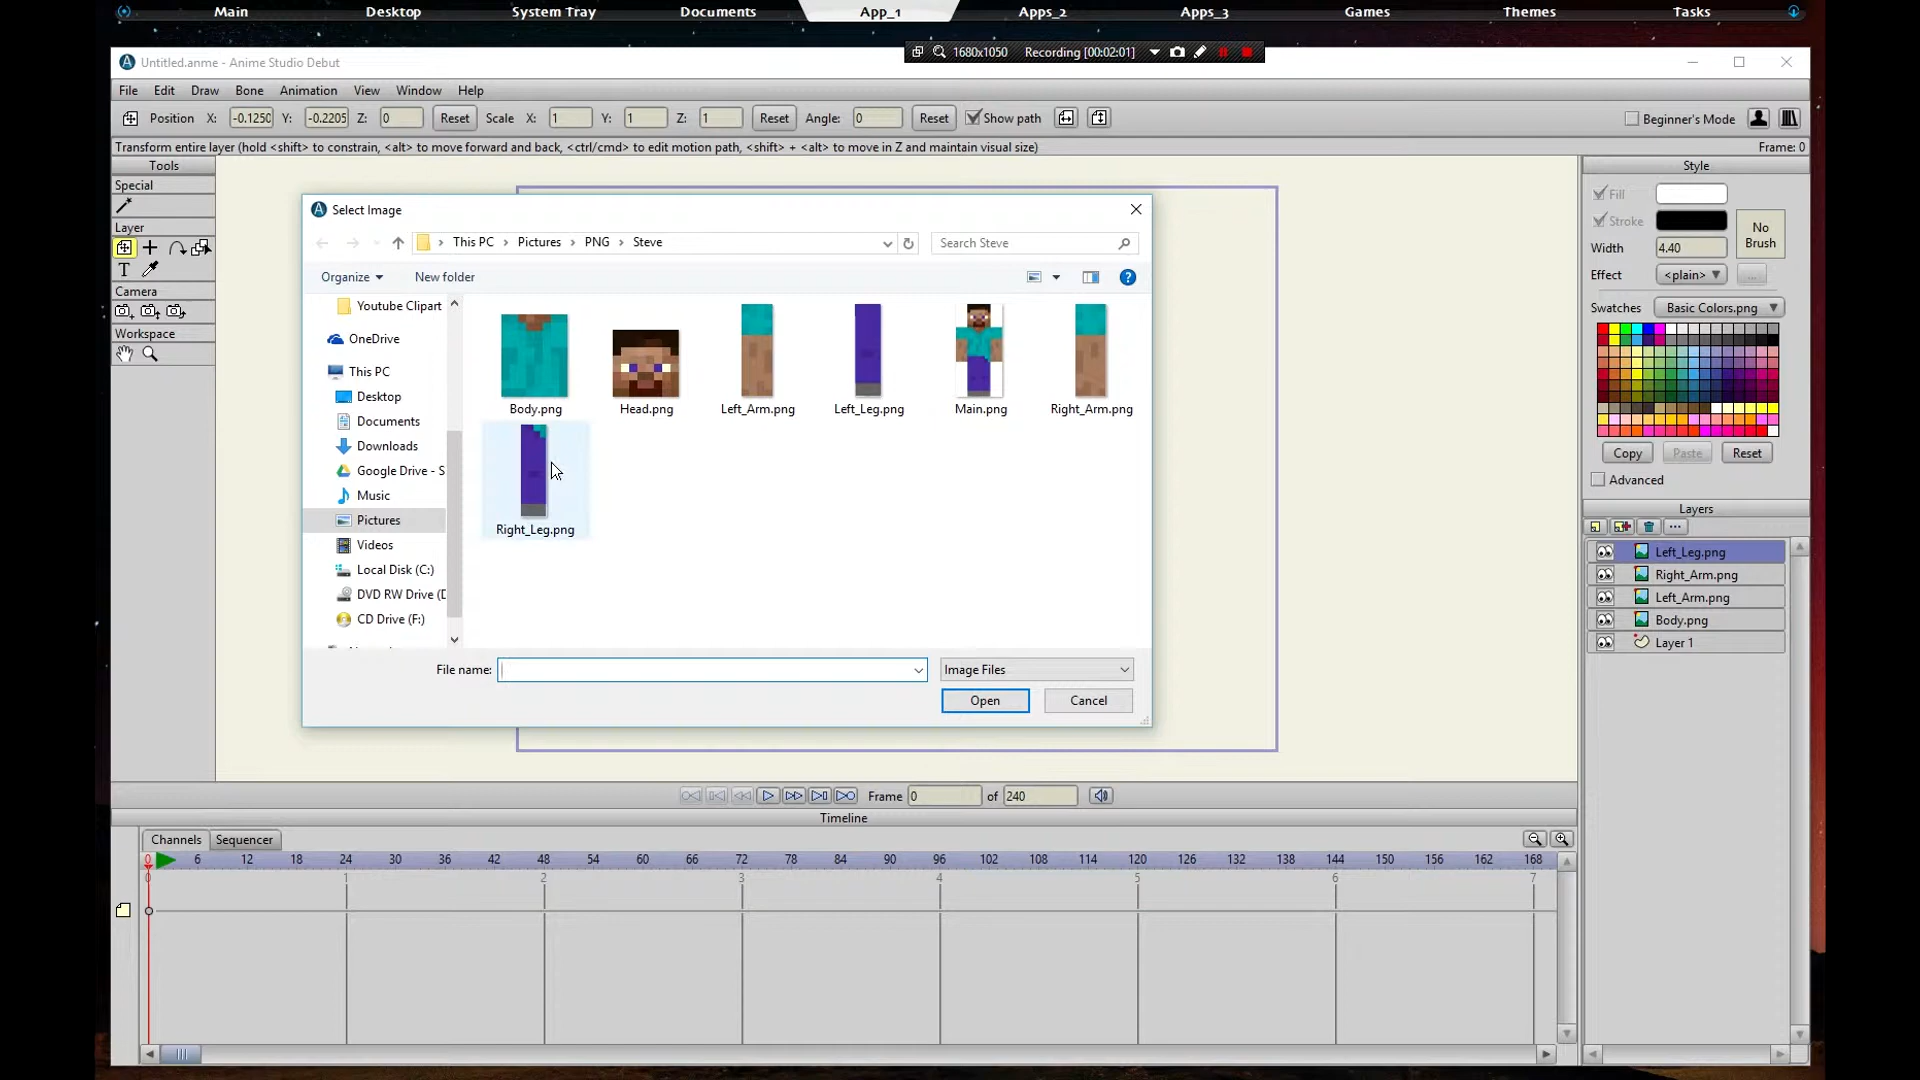 Main Desktop System Tray Documents App_1 Apps_2 Apps_3 Games Themes Tasks
1680x1050 Recording [00:02:01]
Untitled.anme - Anime Studio Debut
File Edit Draw Bone Animation View Window Help
Position X: -0.1250 Y: -0.2205 Z: 0 Reset Scale X: 1 Y: 1 Z: 1 Reset Angle: 0 Reset Show path Beginner's Mode
Transform entire layer (hold <shift> to constrain, <alt> to move forward and back, <ctrl/cmd> to edit motion path, <shift> + <alt> to move in Z and maintain visual size) Frame: 0
Tools
Special
Layer
T
Camera
Workspace
Select Image
This PC > Pictures > PNG > Steve
Search Steve
Organize New folder
Youtube Clipart
OneDrive
This PC
Desktop
Documents
Downloads
Google Drive - S
Music
Pictures
Videos
Local Disk (C:)
DVD RW Drive (D
CD Drive (F:)
Body.png Head.png Left_Arm.png Left_Leg.png Main.png Right_Arm.png
Right_Leg.png
File name: Image Files
Open Cancel
Style
Fill
Stroke
No Brush
Width 4.40
Effect <plain> ...
Swatches Basic Colors.png
Copy Paste Reset
Advanced
Layers
Left_Leg.png
Right_Arm.png
Left_Arm.png
Body.png
Layer 1
Frame 0 of 240
Timeline
Channels Sequencer
0 6 12 18 24 30 36 42 48 54 60 66 72 78 84 90 96 102 108 114 120 126 132 138 144 150 156 162 168
0 1 2 3 4 5 6 7